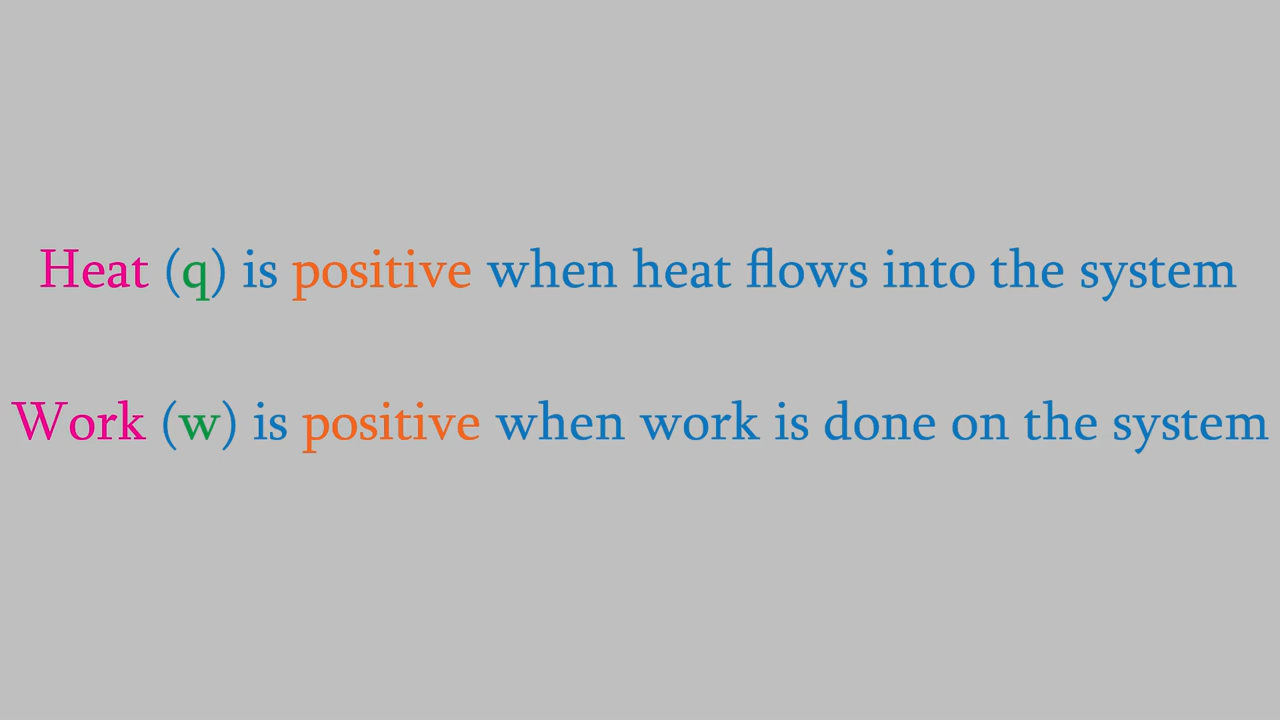 Heat (q) is positive when heat flows into the system
Work (w) is positive when work is done on the system